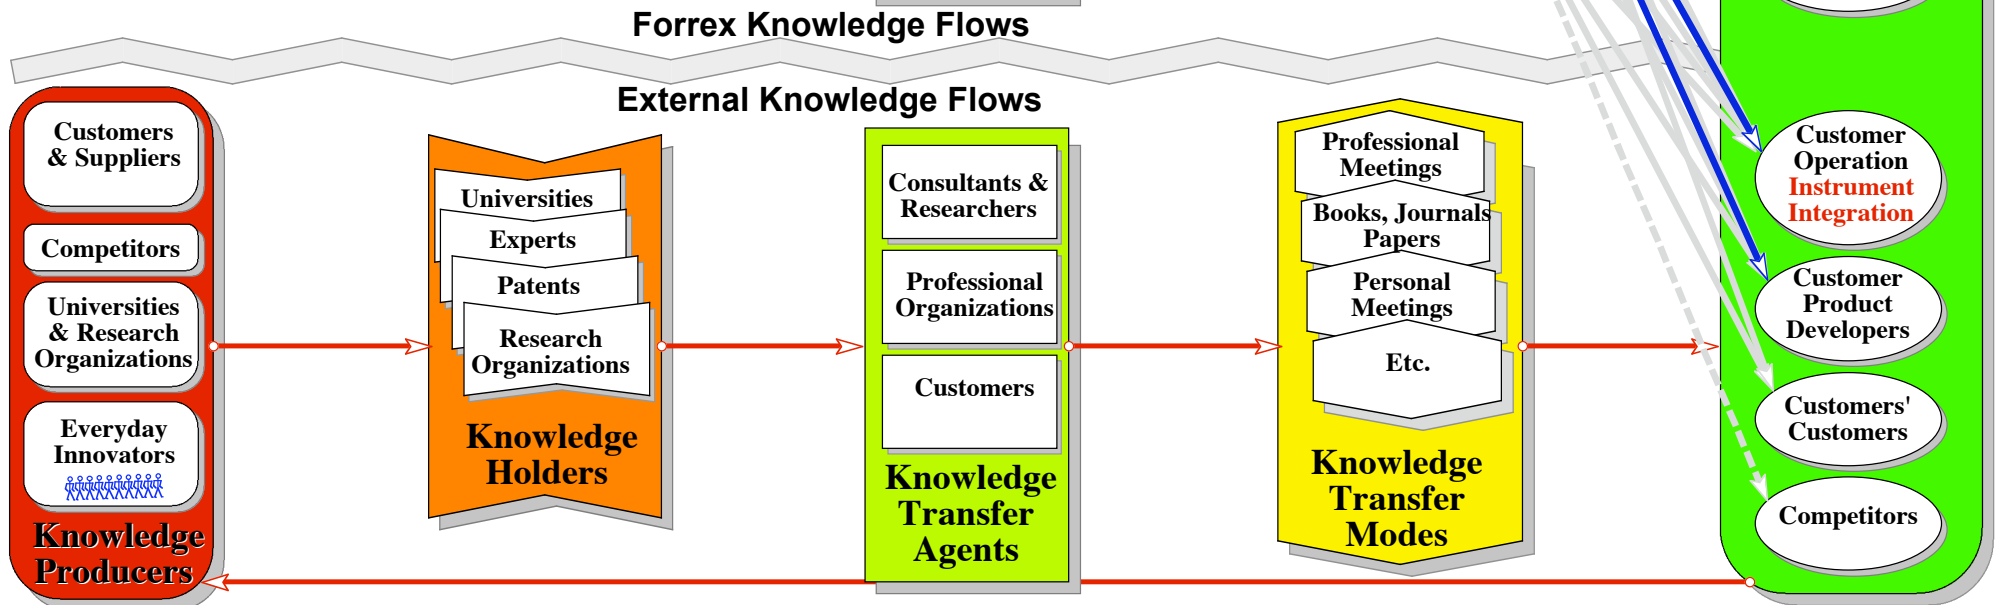 Forrex Knowledge Flows
External Knowledge Flows
Customers
& Suppliers
Competitors
Universities
& Research
Organizations
Everyday
Innovators
Knowledge
Producers
Universities
Experts
Patents
Research
Organizations
Knowledge
Holders
Consultants &
Researchers
Professional
Organizations
Customers
Knowledge
Transfer
Agents
Professional
Meetings
Books, Journals
Papers
Personal
Meetings
Etc.
Knowledge
Transfer
Modes
Customer
Operation
Instrument
Integration
Customer
Product
Developers
Customers'
Customers
Competitors